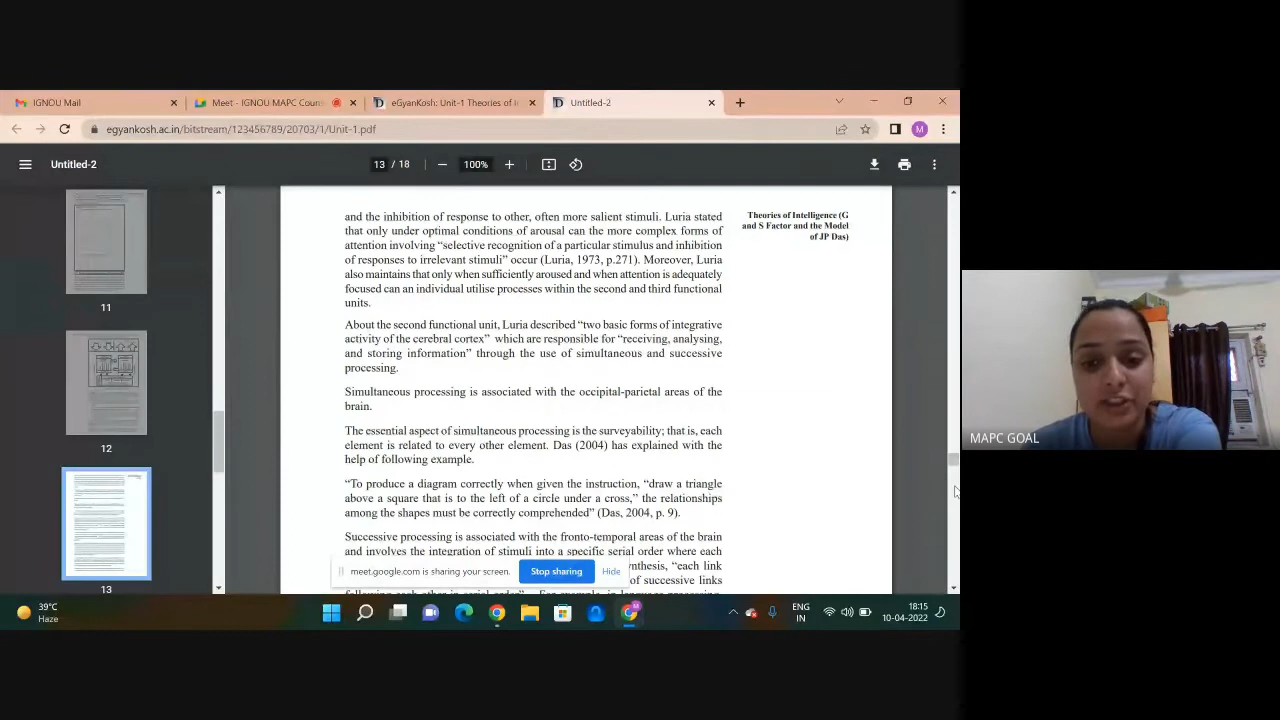 IGNOU Mail
Meet - IGNOU MAPC Coun
eGyanKosh: Unit-1 Theories of I
Untitled-2
egyankosh.ac.in/bitstream/123456789/20703/1/Unit-1.pdf
M
Untitled-2
13 / 18
100%
11
12
13
and the inhibition of response to other, often more salient stimuli. Luria stated
that only under optimal conditions of arousal can the more complex forms of
attention involving “selective recognition of a particular stimulus and inhibition
of responses to irrelevant stimuli” occur (Luria, 1973, p.271). Moreover, Luria
also maintains that only when sufficiently aroused and when attention is adequately
focused can an individual utilise processes within the second and third functional
units.
About the second functional unit, Luria described “two basic forms of integrative
activity of the cerebral cortex” which are responsible for “receiving, analysing,
and storing information” through the use of simultaneous and successive
processing.
Simultaneous processing is associated with the occipital-parietal areas of the
brain.
The essential aspect of simultaneous processing is the surveyability; that is, each
element is related to every other element. Das (2004) has explained with the
help of following example.
“To produce a diagram correctly when given the instruction, “draw a triangle
above a square that is to the left of a circle under a cross,” the relationships
among the shapes must be correctly comprehended” (Das, 2004, p. 9).
Successive processing is associated with the fronto-temporal areas of the brain
and involves the integration of stimuli into a specific serial order where each
ynthesis, “each link
of successive links
Theories of Intelligence (G
and S Factor and the Model
of JP Das)
meet.google.com is sharing your screen.
Stop sharing
Hide
MAPC GOAL
39°C
Haze
ENG
IN
18:15
10-04-2022